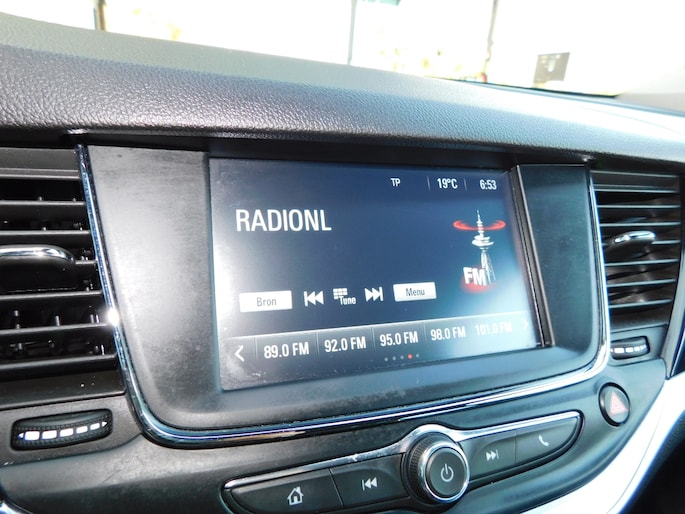 TP 19°C 6:53
RADIONL
FM
Bron Tune Menu
89.0 FM 92.0 FM 95.0 FM 98.0 FM 101.0 FM